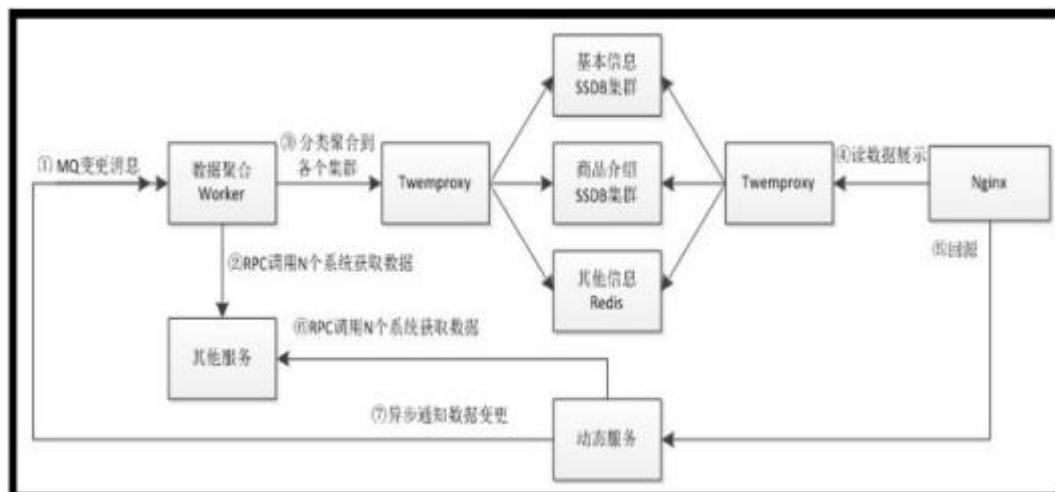 基本信息
SSDB集群
① MQ变更消息
数据聚合
Worker
③ 分类聚合到
各个集群
Twemproxy
商品介绍
SSDB集群
Twemproxy
④读数据展示
Nginx
②RPC调用N个系统获取数据
其他信息
Redis
⑤回源
⑥RPC调用N个系统获取数据
其他服务
⑦异步通知数据变更
动态服务